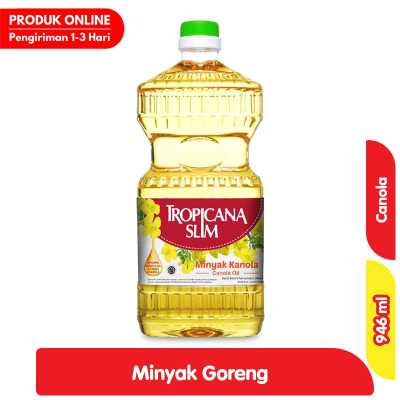 PRODUK ONLINE
Pengiriman 1-3 Hari
TROPICANA
SLIM
Minyak Kanola
Canola Oil
Canola
946 ml
Minyak Goreng